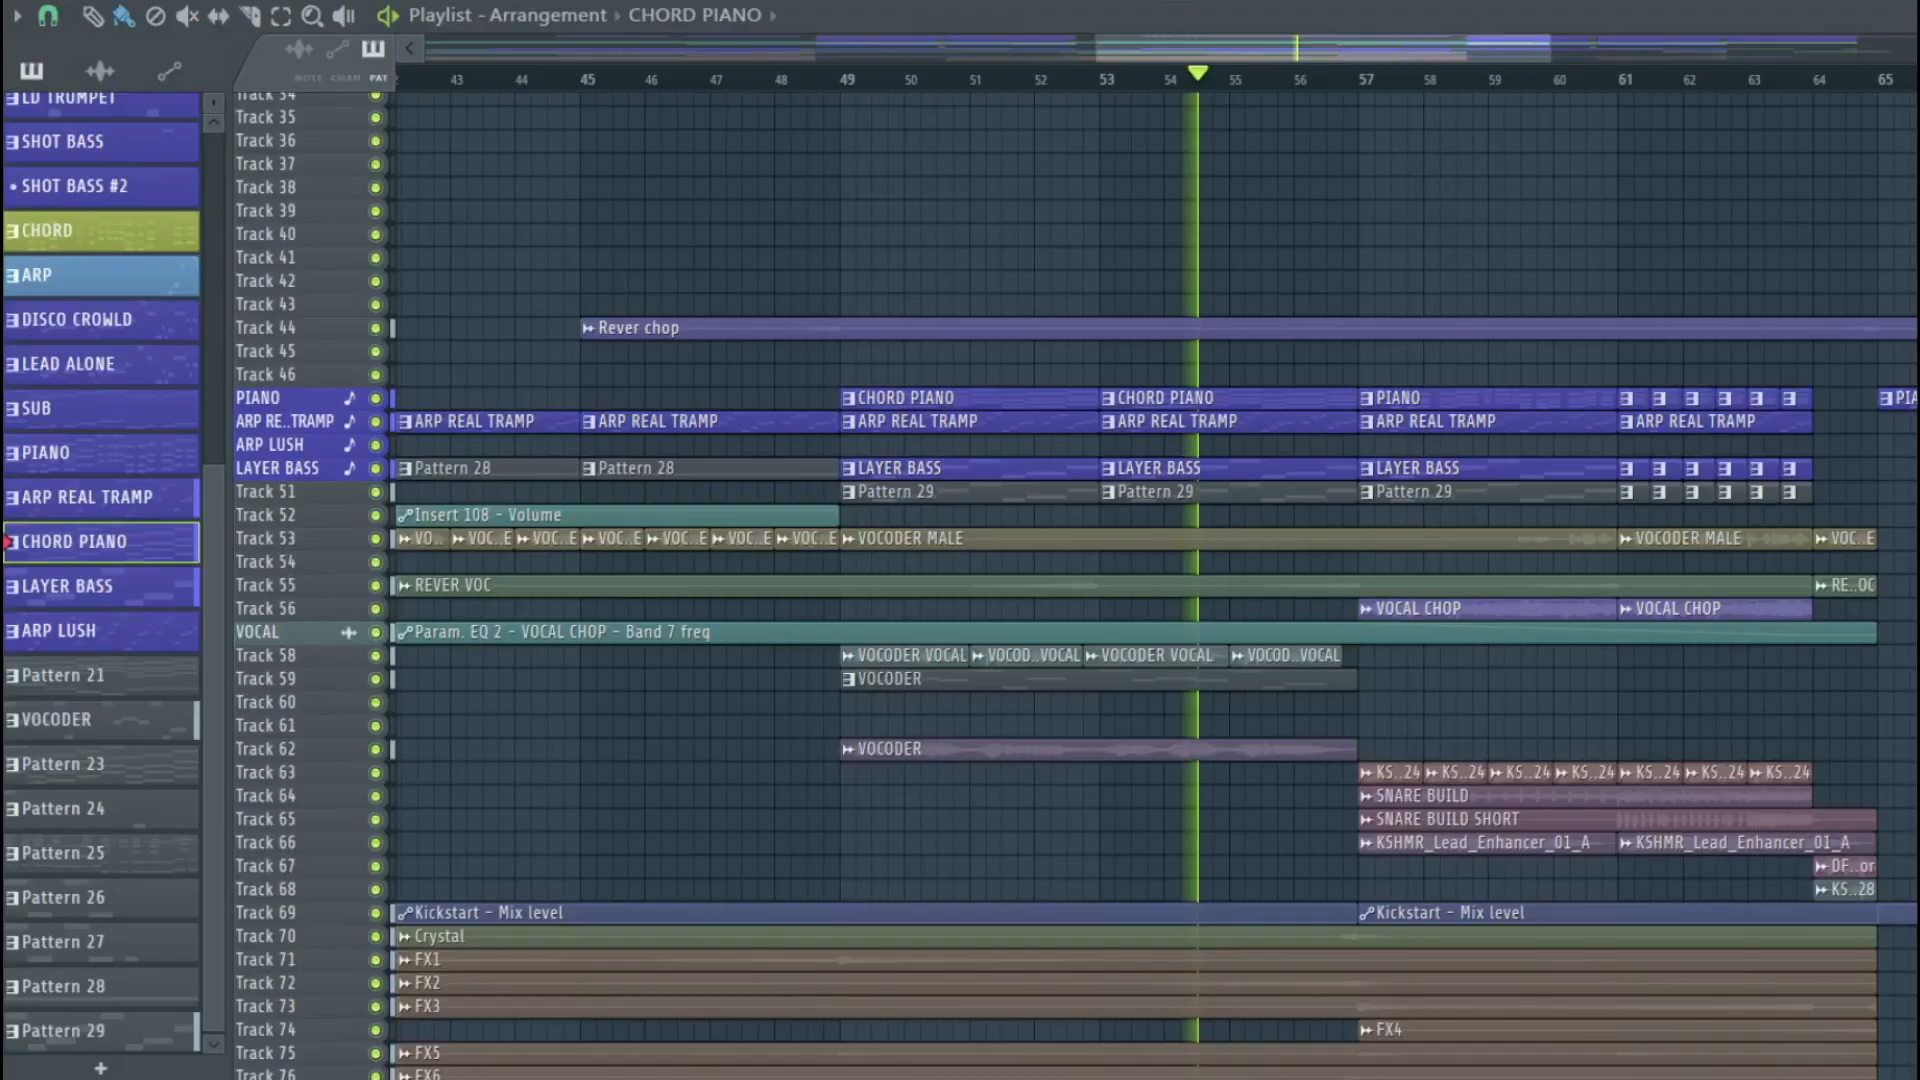 Playlist - Arrangement › CHORD PIANO ›
NOTE CHAN PAT
43 44 45 46 47 48 49 50 51 52 53 54 55 56 57 58 59 60 61 62 63 64 65
LD TRUMPET
SHOT BASS
SHOT BASS #2
CHORD
ARP
DISCO CROWLD
LEAD ALONE
SUB
PIANO
ARP REAL TRAMP
CHORD PIANO
LAYER BASS
ARP LUSH
Pattern 21
VOCODER
Pattern 23
Pattern 24
Pattern 25
Pattern 26
Pattern 27
Pattern 28
Pattern 29
Track 34
Track 35
Track 36
Track 37
Track 38
Track 39
Track 40
Track 41
Track 42
Track 43
Track 44 Rever chop
Track 45
Track 46
PIANO CHORD PIANO CHORD PIANO PIANO PIA
ARP RE..TRAMP ARP REAL TRAMP ARP REAL TRAMP ARP REAL TRAMP ARP REAL TRAMP ARP REAL TRAMP ARP REAL TRAMP
ARP LUSH
LAYER BASS Pattern 28 Pattern 28 LAYER BASS LAYER BASS LAYER BASS
Track 51 Pattern 29 Pattern 29 Pattern 29
Track 52 Insert 108 - Volume
Track 53 VO.. VOC..E VOC..E VOC..E VOC..E VOC..E VOC..E VOCODER MALE VOCODER MALE VOC..E
Track 54
Track 55 REVER VOC RE..OC
Track 56 VOCAL CHOP VOCAL CHOP
VOCAL Param. EQ 2 - VOCAL CHOP - Band 7 freq
Track 58 VOCODER VOCAL VOCOD..VOCAL VOCODER VOCAL VOCOD..VOCAL
Track 59 VOCODER
Track 60
Track 61
Track 62 VOCODER
Track 63 KS..24 KS..24 KS..24 KS..24 KS..24 KS..24 KS..24
Track 64 SNARE BUILD
Track 65 SNARE BUILD SHORT
Track 66 KSHMR_Lead_Enhancer_01_A KSHMR_Lead_Enhancer_01_A
Track 67 DF..or
Track 68 KS..28
Track 69 Kickstart - Mix level Kickstart - Mix level
Track 70 Crystal
Track 71 FX1
Track 72 FX2
Track 73 FX3
Track 74 FX4
Track 75 FX5
Track 76 FX6